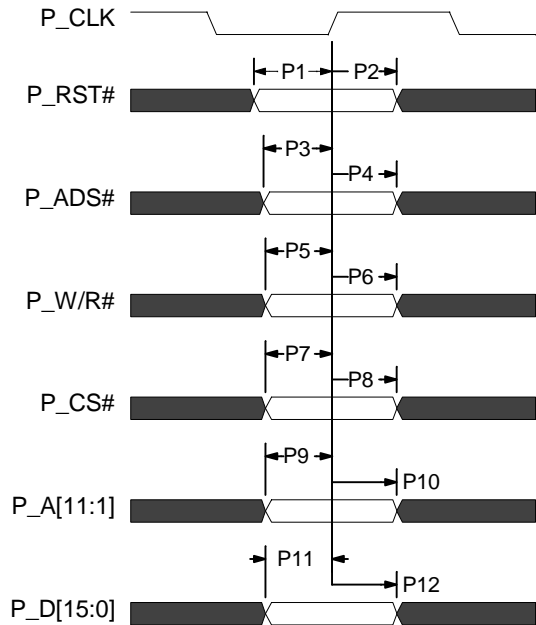 P_CLK
P1 P2
P_RST#
P3
P4
P_ADS#
P5
P6
P_W/R#
P7
P8
P_CS#
P9
P10
P_A[11:1]
P11
P12
P_D[15:0]